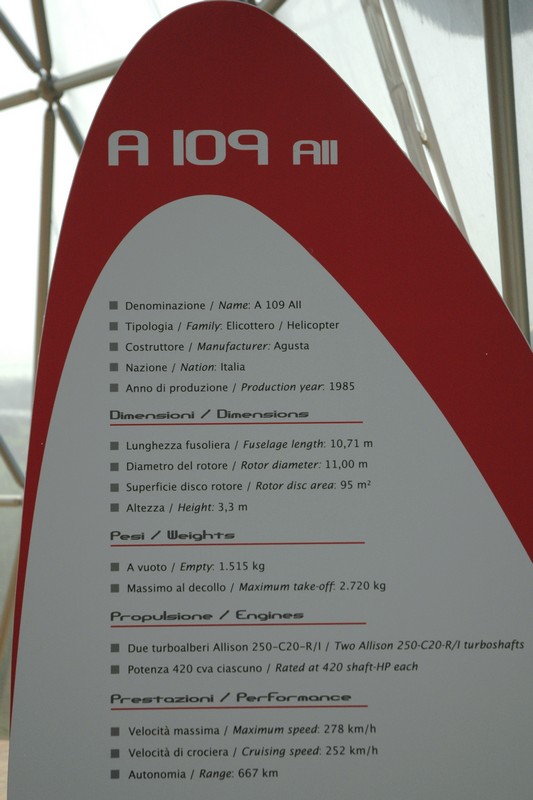 A 109 AII
Denominazione / Name: A 109 AII
Tipologia / Family: Elicottero / Helicopter
Costruttore / Manufacturer: Agusta
Nazione / Nation: Italia
Anno di produzione / Production year: 1985
Dimensioni / Dimensions
Lunghezza fusoliera / Fuselage length: 10,71 m
Diametro del rotore / Rotor diameter: 11,00 m
Superficie disco rotore / Rotor disc area: 95 m²
Altezza / Height: 3,3 m
Pesi / Weights
A vuoto / Empty: 1.515 kg
Massimo al decollo / Maximum take-off: 2.720 kg
Propulsione / Engines
Due turboalberi Allison 250-C20-R/I / Two Allison 250-C20-R/I turboshafts
Potenza 420 cva ciascuno / Rated at 420 shaft-HP each
Prestazioni / Performance
Velocità massima / Maximum speed: 278 km/h
Velocità di crociera / Cruising speed: 252 km/h
Autonomia / Range: 667 km